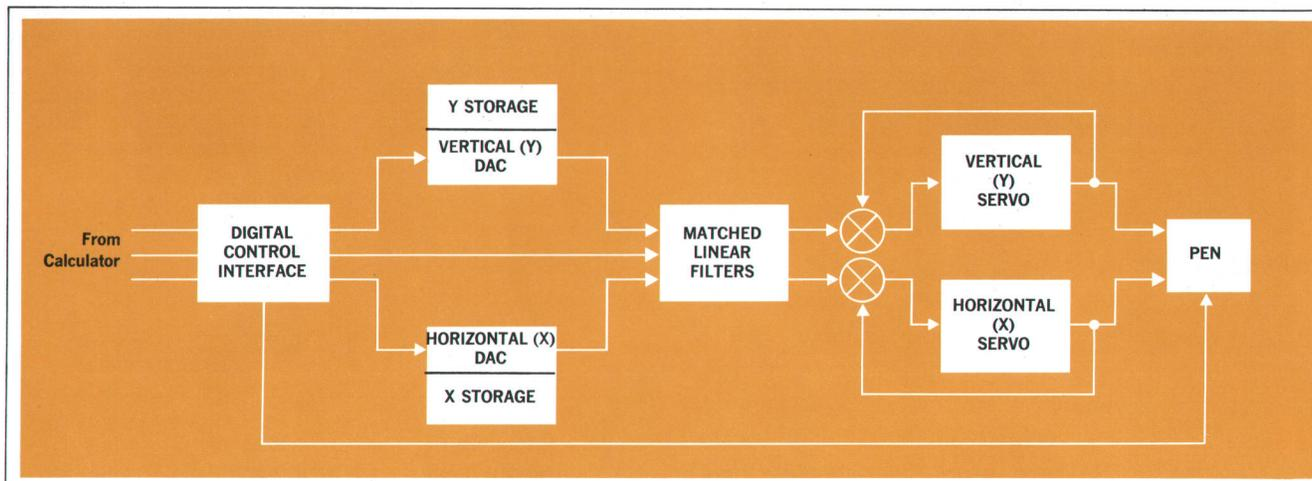 From
Calculator
DIGITAL
CONTROL
INTERFACE
Y STORAGE
VERTICAL (Y)
DAC
HORIZONTAL (X)
DAC
X STORAGE
MATCHED
LINEAR
FILTERS
VERTICAL
(Y)
SERVO
HORIZONTAL
(X)
SERVO
PEN